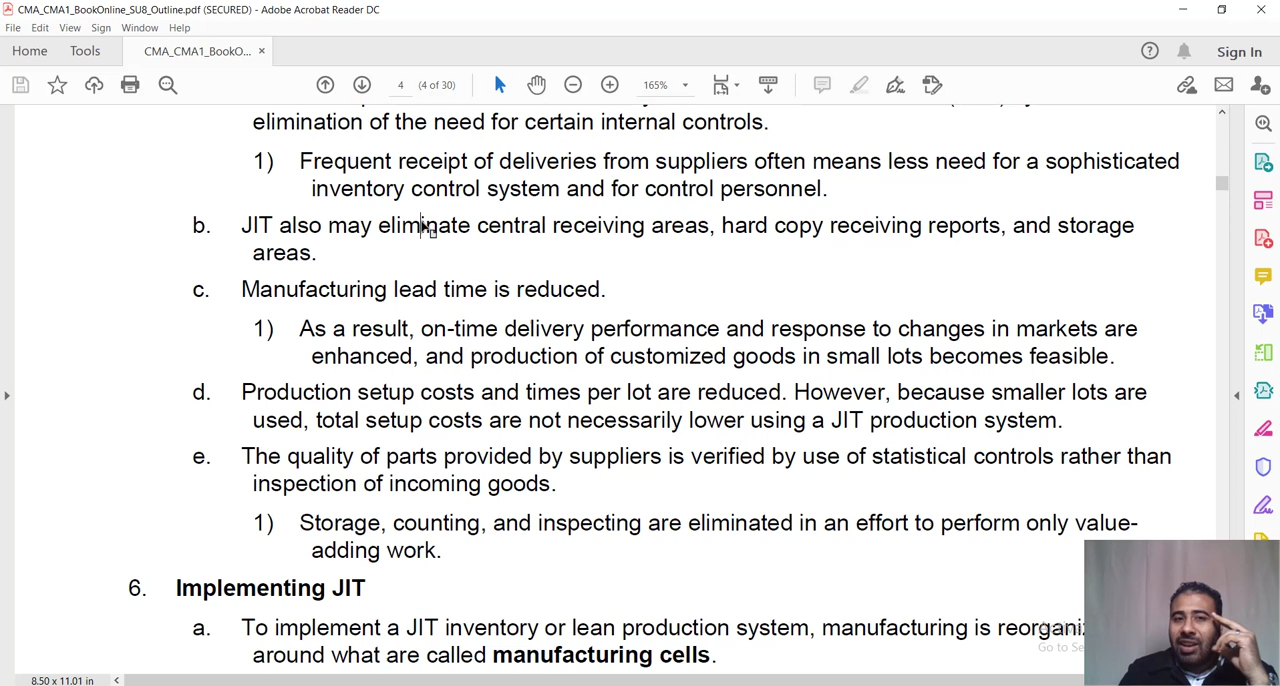 CMA_CMA1_BookOnline_SU8_Outline.pdf (SECURED) - Adobe Acrobat Reader DC
File Edit View Sign Window Help
Home Tools CMA_CMA1_BookO... × Sign In
4 (4 of 30) 165%
elimination of the need for certain internal controls.
1) Frequent receipt of deliveries from suppliers often means less need for a sophisticated
inventory control system and for control personnel.
b. JIT also may eliminate central receiving areas, hard copy receiving reports, and storage
areas.
c. Manufacturing lead time is reduced.
1) As a result, on-time delivery performance and response to changes in markets are
enhanced, and production of customized goods in small lots becomes feasible.
d. Production setup costs and times per lot are reduced. However, because smaller lots are
used, total setup costs are not necessarily lower using a JIT production system.
e. The quality of parts provided by suppliers is verified by use of statistical controls rather than
inspection of incoming goods.
1) Storage, counting, and inspecting are eliminated in an effort to perform only value-
adding work.
6. Implementing JIT
a. To implement a JIT inventory or lean production system, manufacturing is
around what are called manufacturing cells.
Go to
8.50 x 11.01 in